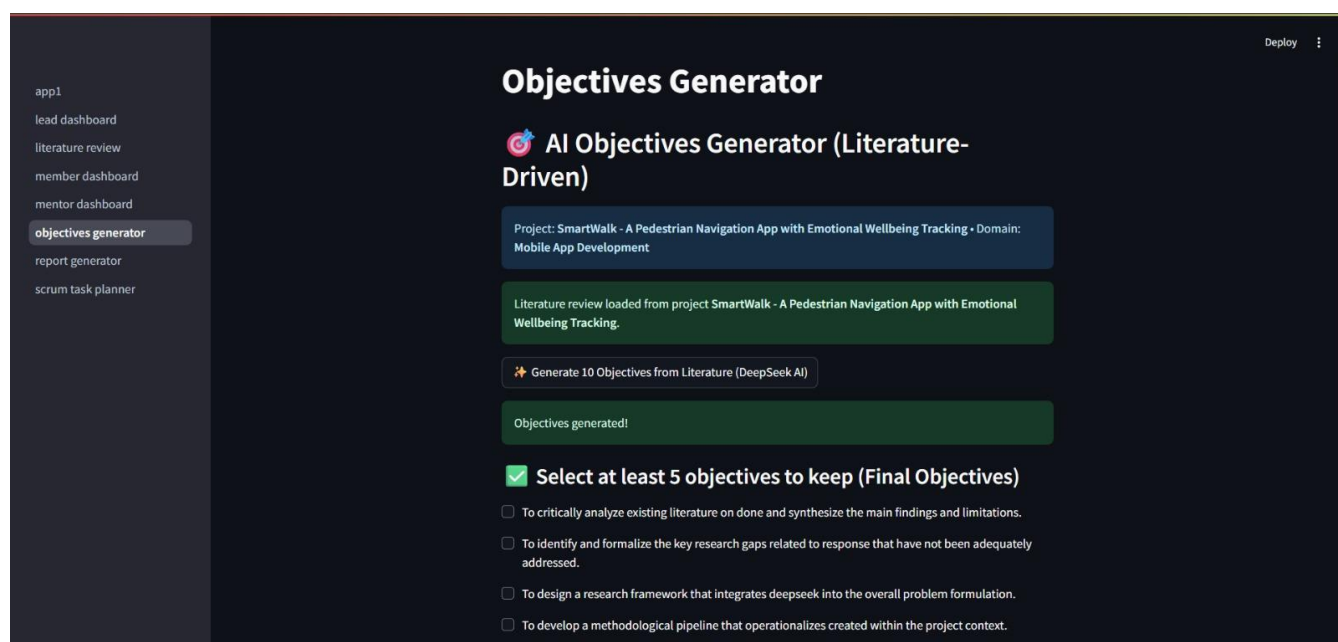 Deploy
app1
lead dashboard
literature review
member dashboard
mentor dashboard
objectives generator
report generator
scrum task planner
Objectives Generator
AI Objectives Generator (Literature-
Driven)
Project: SmartWalk - A Pedestrian Navigation App with Emotional Wellbeing Tracking • Domain:
Mobile App Development
Literature review loaded from project SmartWalk - A Pedestrian Navigation App with Emotional
Wellbeing Tracking.
Generate 10 Objectives from Literature (DeepSeek AI)
Objectives generated!
Select at least 5 objectives to keep (Final Objectives)
To critically analyze existing literature on done and synthesize the main findings and limitations.
To identify and formalize the key research gaps related to response that have not been adequately
addressed.
To design a research framework that integrates deepseek into the overall problem formulation.
To develop a methodological pipeline that operationalizes created within the project context.